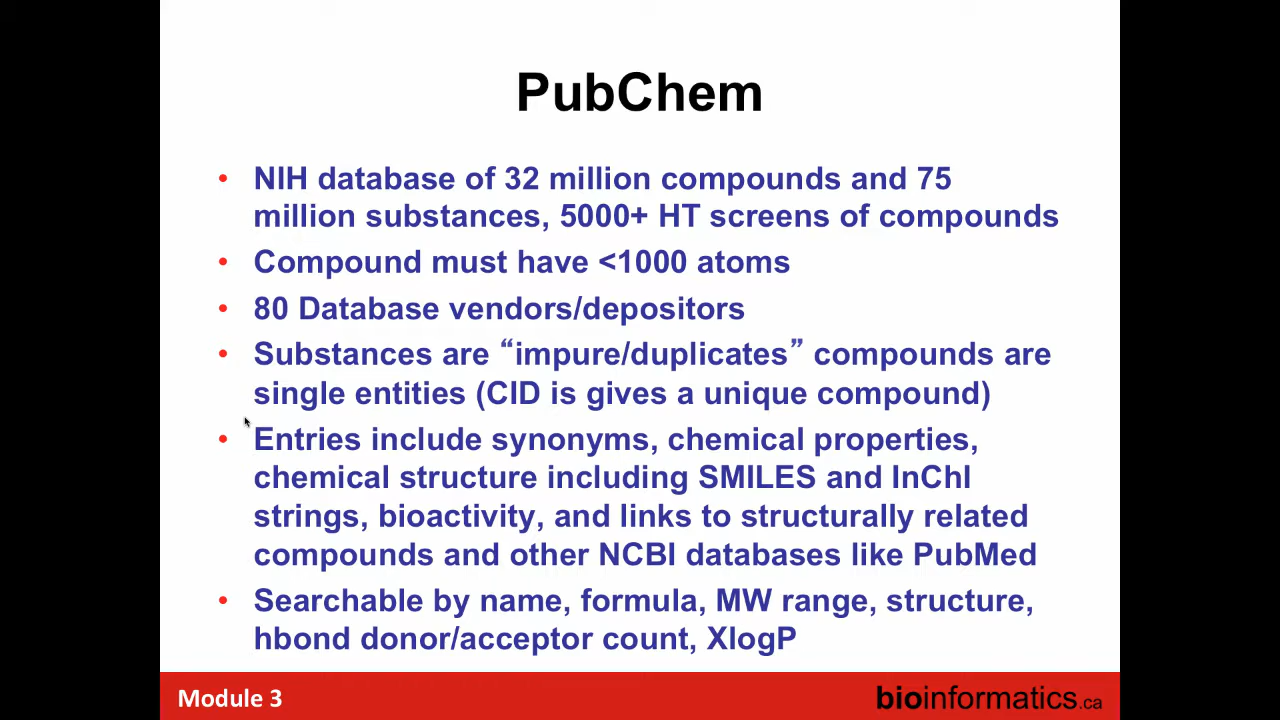 PubChem
• NIH database of 32 million compounds and 75
million substances, 5000+ HT screens of compounds
• Compound must have <1000 atoms
• 80 Database vendors/depositors
• Substances are “impure/duplicates” compounds are
single entities (CID is gives a unique compound)
• Entries include synonyms, chemical properties,
chemical structure including SMILES and InChI
strings, bioactivity, and links to structurally related
compounds and other NCBI databases like PubMed
• Searchable by name, formula, MW range, structure,
hbond donor/acceptor count, XlogP
Module 3
bioinformatics.ca